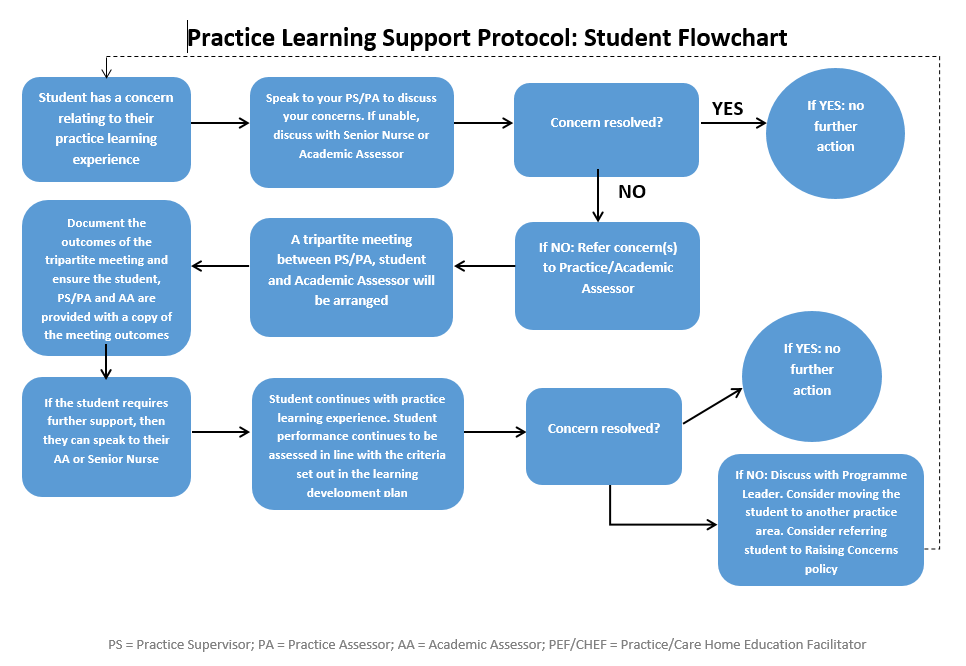 Practice Learning Support Protocol: Student Flowchart
Student has a concern
relating to their
practice learning
experience
Speak to your PS/PA to discuss
your concerns. If unable,
discuss with Senior Nurse or
Academic Assessor
Concern resolved?
YES
If YES: no
further
action
NO
If NO: Refer concern(s)
to Practice/Academic
Assessor
A tripartite meeting
between PS/PA, student
and Academic Assessor will
be arranged
Document the
outcomes of the
tripartite meeting and
ensure the student,
PS/PA and AA are
provided with a copy of
the meeting outcomes
If the student requires
further support, then
they can speak to their
AA or Senior Nurse
Student continues with practice
learning experience. Student
performance continues to be
assessed in line with the criteria
set out in the learning
development plan
Concern resolved?
If YES: no
further
action
If NO: Discuss with Programme
Leader. Consider moving the
student to another practice
area. Consider referring
student to Raising Concerns
policy
PS = Practice Supervisor; PA = Practice Assessor; AA = Academic Assessor; PEF/CHEF = Practice/Care Home Education Facilitator